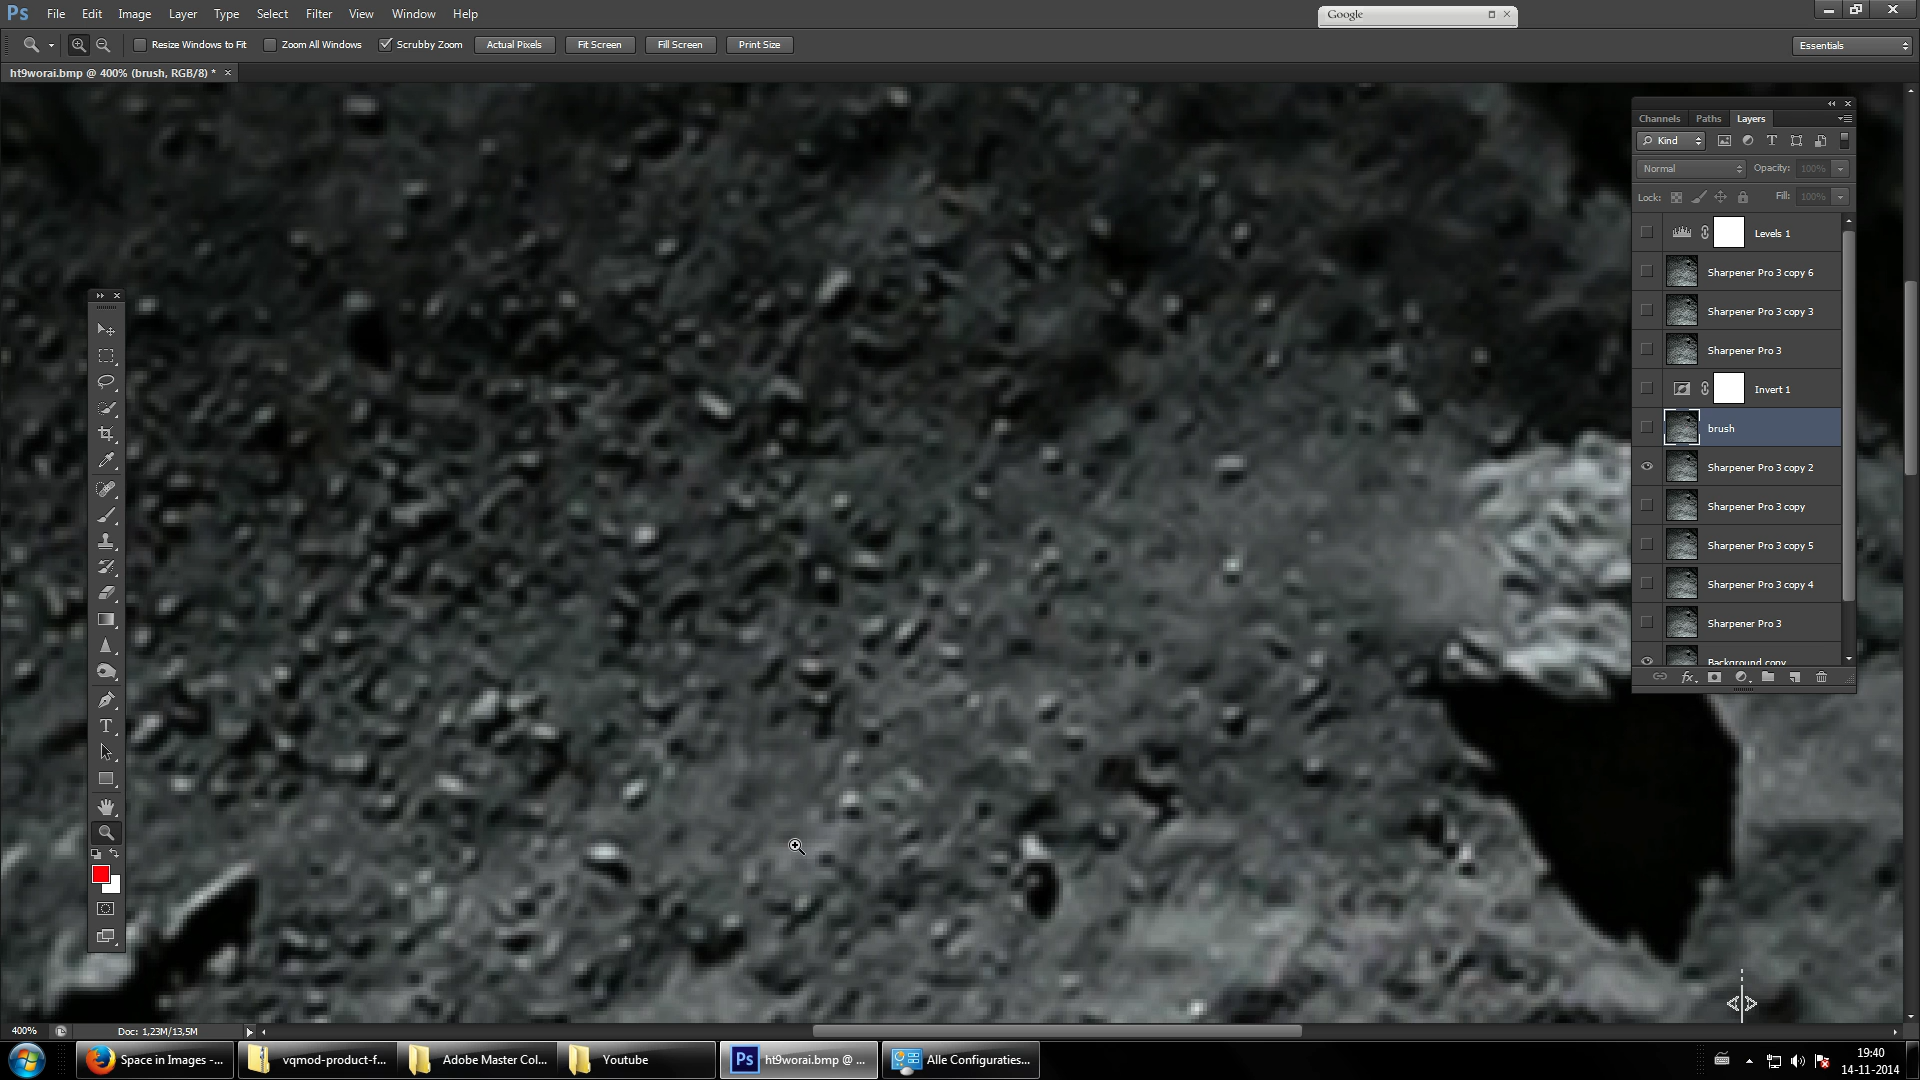 Ps File Edit Image Layer Type Select Filter View Window Help
Google
Resize Windows to Fit Zoom All Windows Scrubby Zoom Actual Pixels Fit Screen Fill Screen Print Size Essentials
ht9worai.bmp @ 400% (brush, RGB/8) *
Channels Paths Layers
Kind
Normal Opacity: 100%
Lock: Fill: 100%
Levels 1
Sharpener Pro 3 copy 6
Sharpener Pro 3 copy 3
Sharpener Pro 3
Invert 1
brush
Sharpener Pro 3 copy 2
Sharpener Pro 3 copy
Sharpener Pro 3 copy 5
Sharpener Pro 3 copy 4
Sharpener Pro 3
Background copy
fx
400% Doc: 1,23M/13,5M
Space in Images -... vqmod-product-f... Adobe Master Col... Youtube Ps ht9worai.bmp @ ... Alle Configuraties...
19:40
14-11-2014